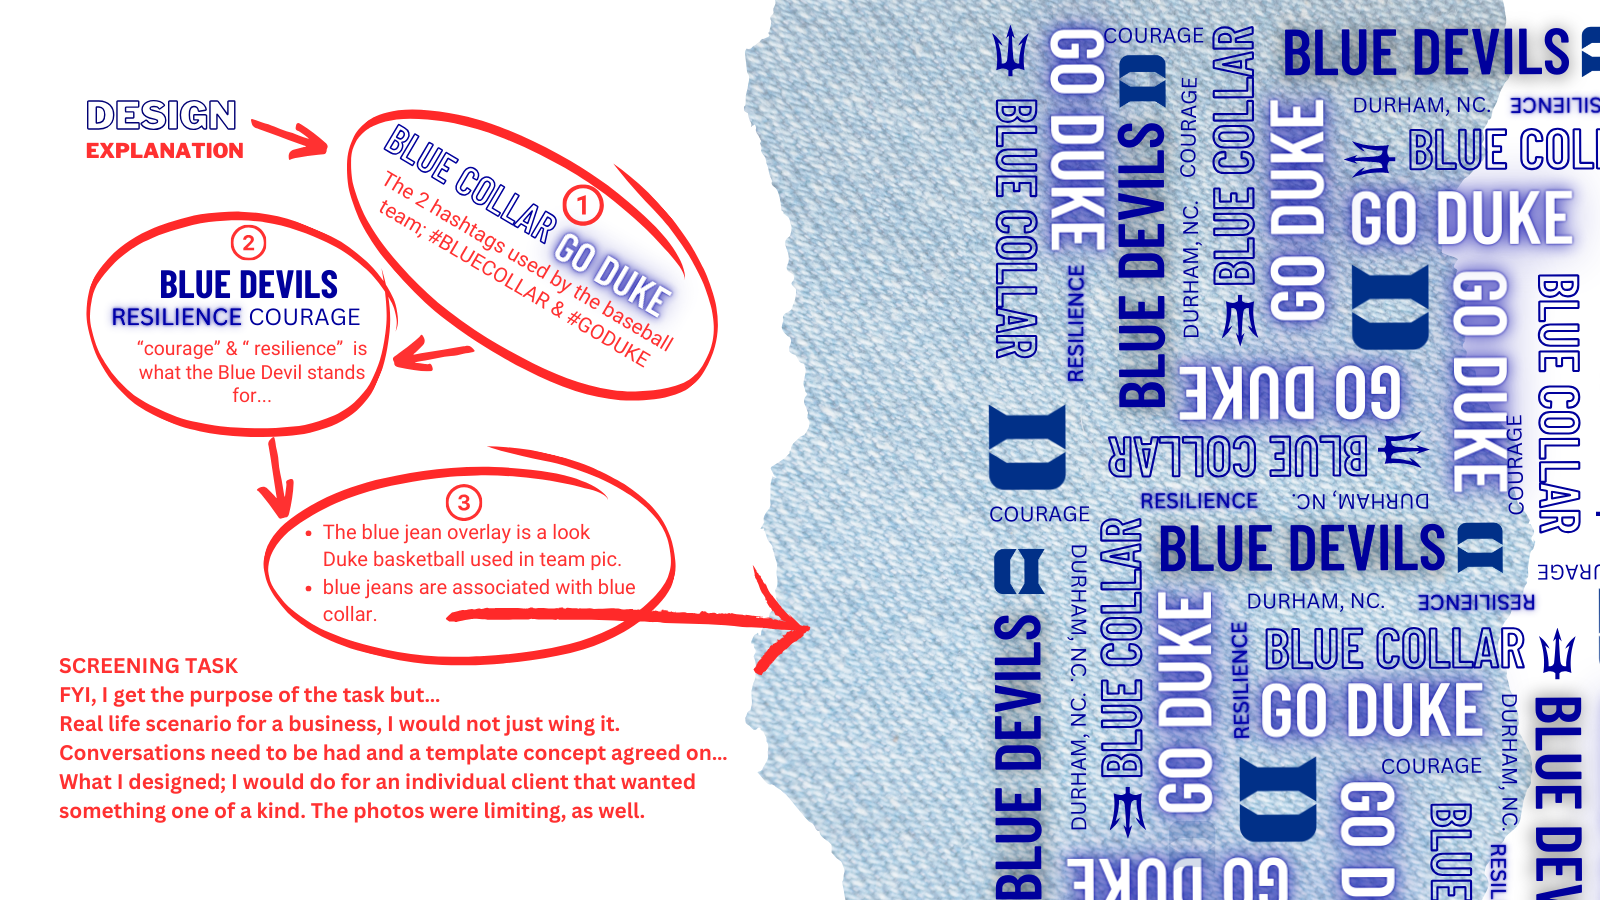 DESIGN
EXPLANATION
BLUE COLLAR GO DUKE
1
The 2 hashtags used by the baseball
team; #BLUECOLLAR & #GODUKE
2
BLUE DEVILS
RESILIENCE COURAGE
“courage” & “ resilience” is
what the Blue Devil stands
for...
3
The blue jean overlay is a look
Duke basketball used in team pic.
blue jeans are associated with blue
collar.
SCREENING TASK
FYI, I get the purpose of the task but...
Real life scenario for a business, I would not just wing it.
Conversations need to be had and a template concept agreed on...
What I designed; I would do for an individual client that wanted
something one of a kind. The photos were limiting, as well.
COURAGE
BLUE COLLAR
GO DUKE
RESILIENCE
BLUE DEVILS
COURAGE
DURHAM, NC.
BLUE COLLAR
BLUE DEVILS
GO DUKE
DURHAM, NC.
RESILIENCE
BLUE COLL
GO DUKE
GO DUKE
BLUE COLLAR
COURAGE
GO DUKE
BLUE COLLAR
RESILIENCE
DURHAM, NC.
COURAGE
BLUE DEVILS
DURHAM, NC.
RESILIENCE
COURAGE
BLUE DEVILS
DURHAM, NC.
DURHAM, NC.
BLUE COLLAR
GO DUKE
RESILIENCE
BLUE COLLAR
GO DUKE
DURHAM, NC.
BLUE DEV
COURAGE
GO D
BLUE
RESIL
GO DUKE